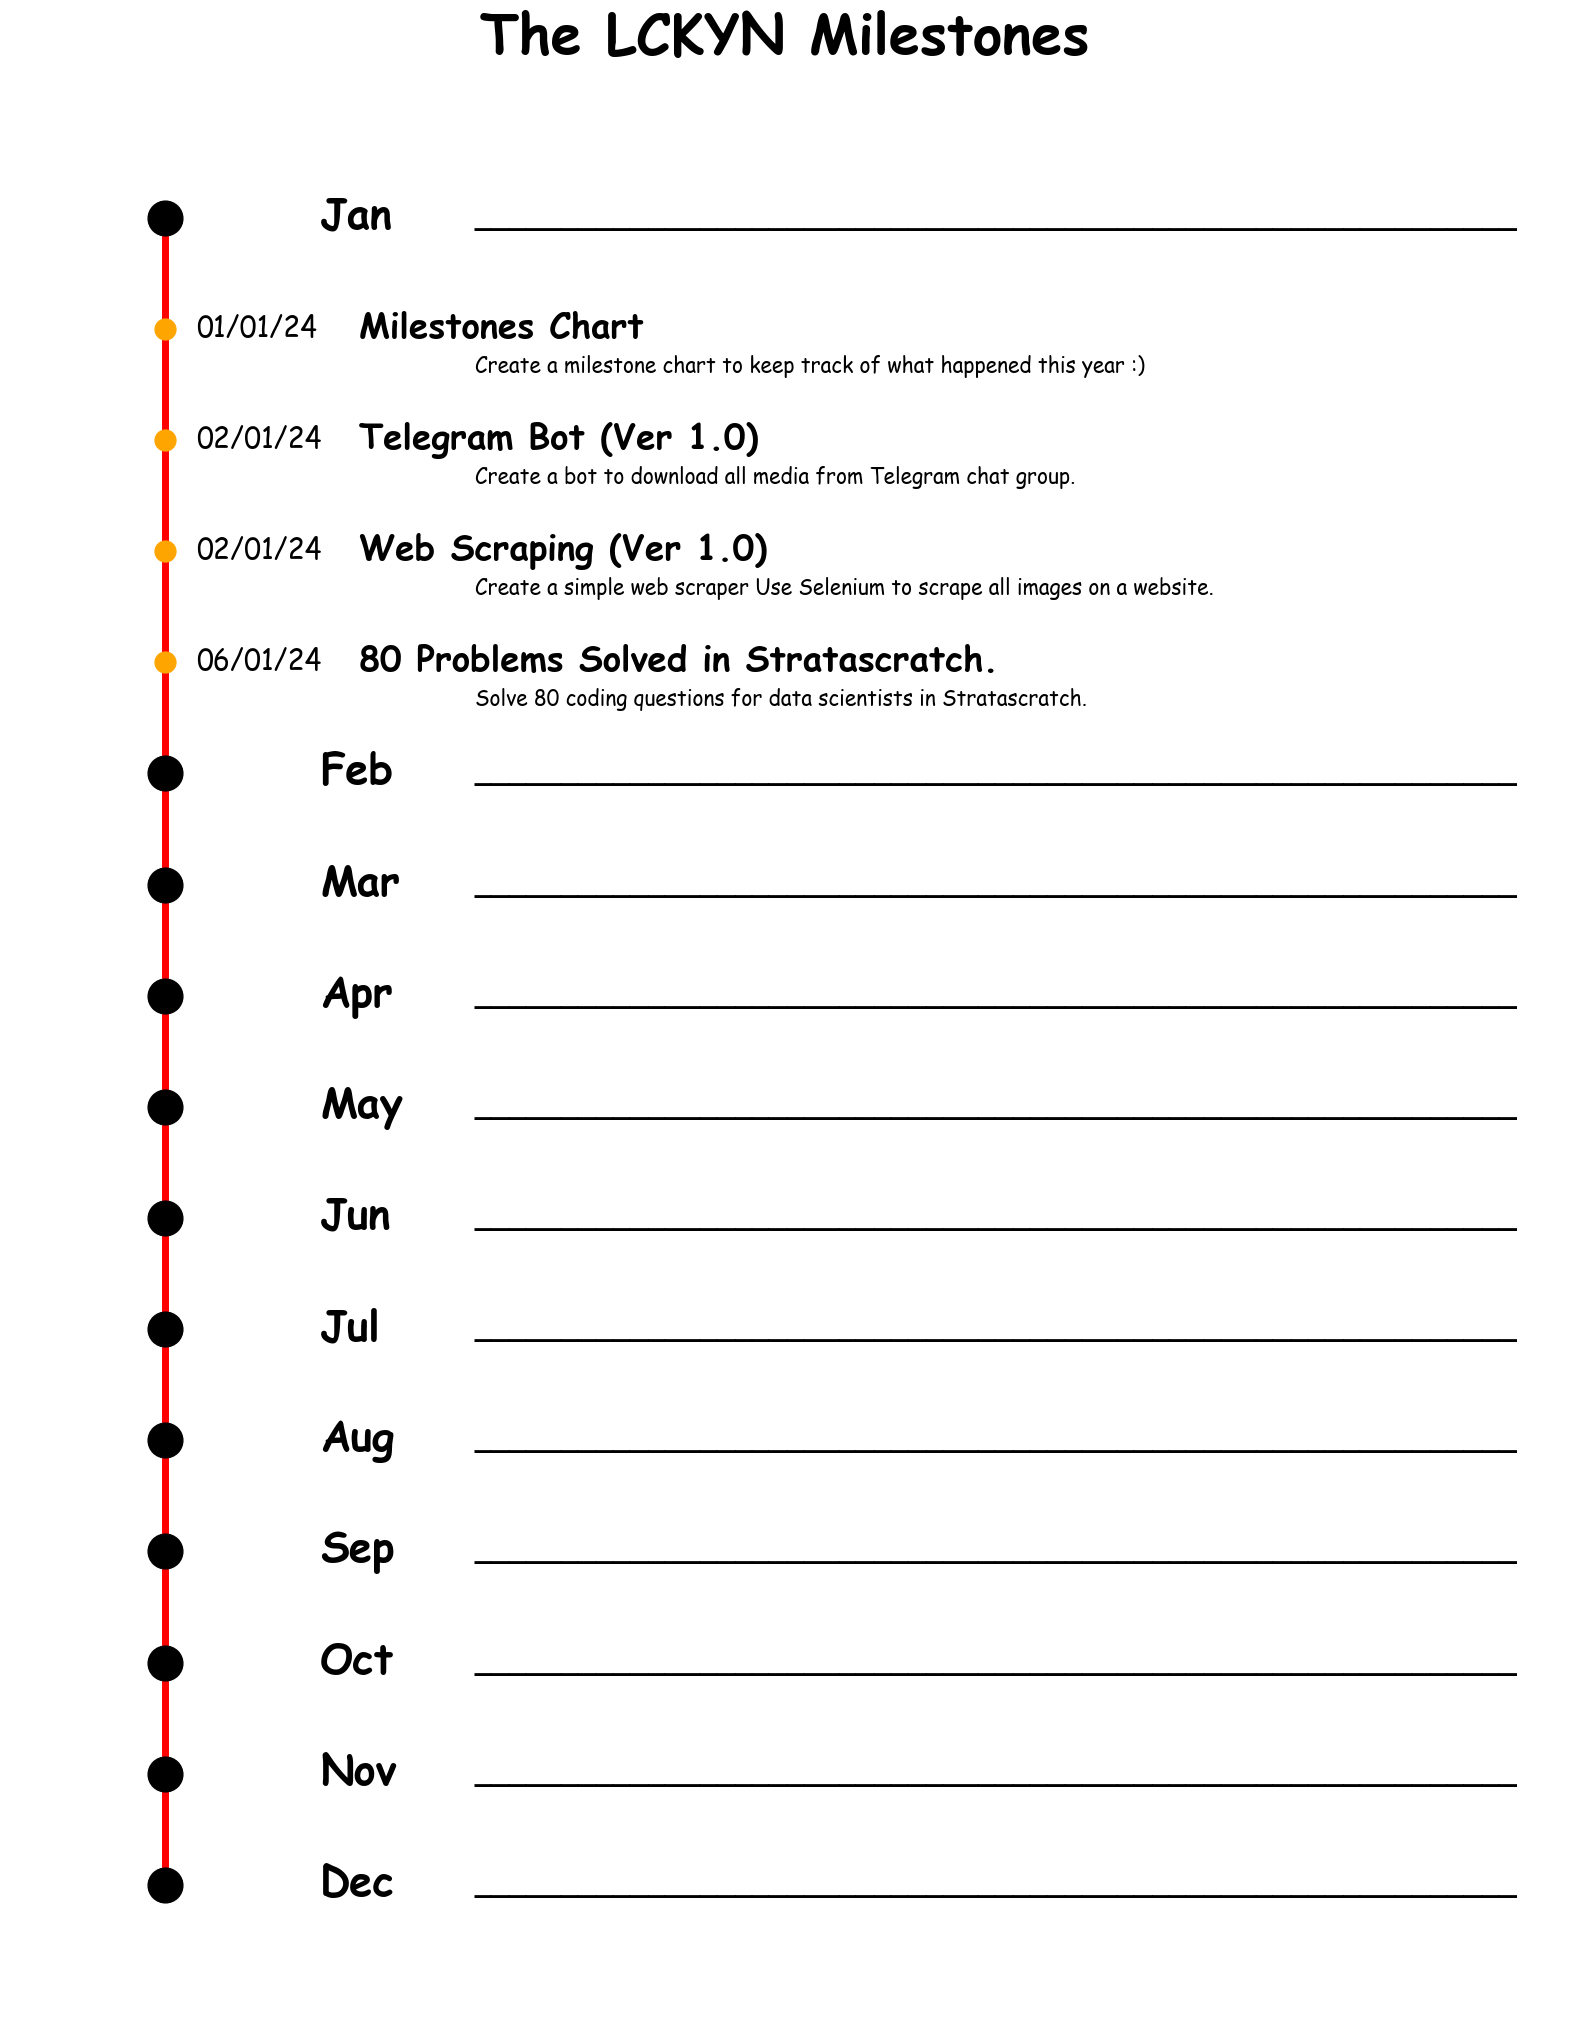 The LCKYN Milestones
Jan
01/01/24 Milestones Chart
Create a milestone chart to keep track of what happened this year :)
02/01/24 Telegram Bot (Ver 1.0)
Create a bot to download all media from Telegram chat group.
02/01/24 Web Scraping (Ver 1.0)
Create a simple web scraper Use Selenium to scrape all images on a website.
06/01/24 80 Problems Solved in Stratascratch.
Solve 80 coding questions for data scientists in Stratascratch.
Feb
Mar
Apr
May
Jun
Jul
Aug
Sep
Oct
Nov
Dec